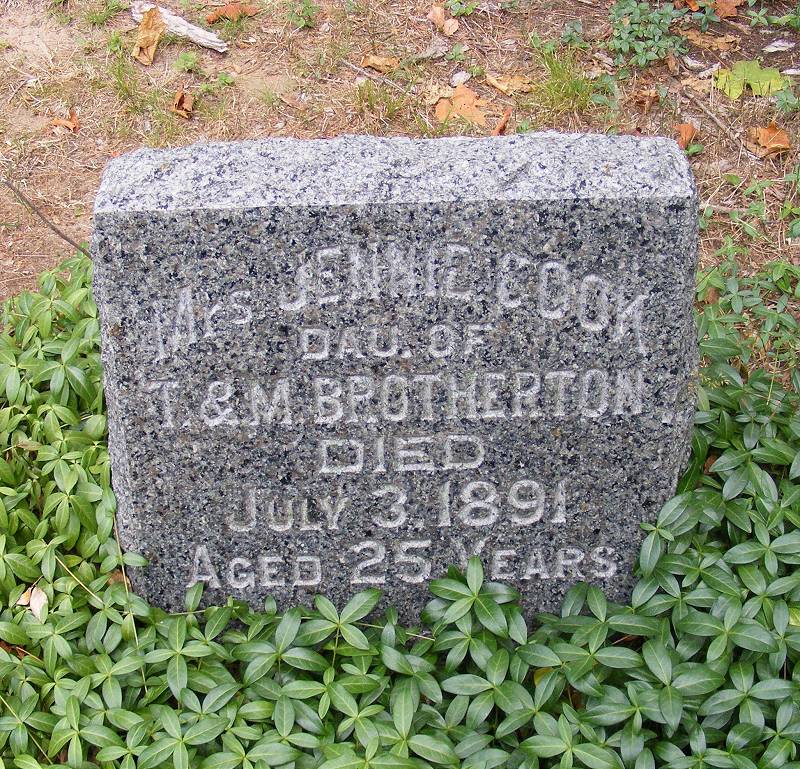 Mrs JENNIE COOK
DAU. OF
T. & M. BROTHERTON
DIED
JULY 3. 1891
AGED 25 YEARS